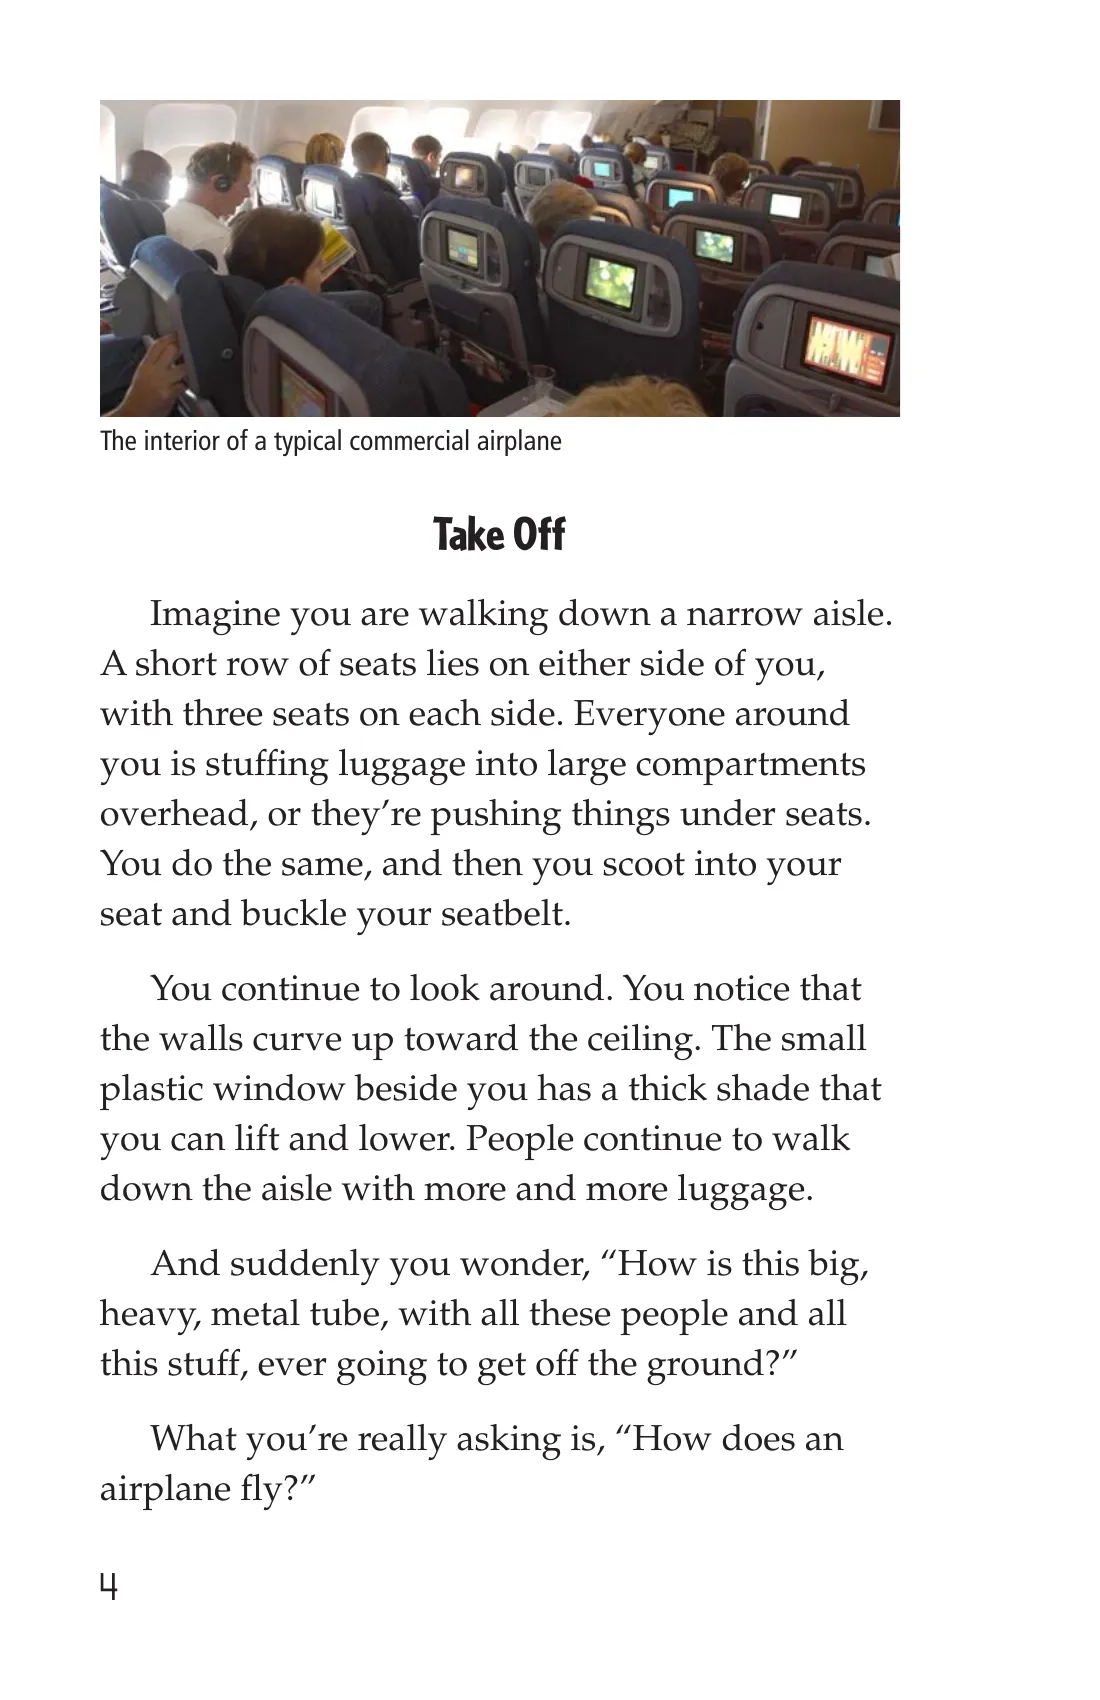 The interior of a typical commercial airplane
Take Off
Imagine you are walking down a narrow aisle.
A short row of seats lies on either side of you,
with three seats on each side. Everyone around
you is stuffing luggage into large compartments
overhead, or they’re pushing things under seats.
You do the same, and then you scoot into your
seat and buckle your seatbelt.
You continue to look around. You notice that
the walls curve up toward the ceiling. The small
plastic window beside you has a thick shade that
you can lift and lower. People continue to walk
down the aisle with more and more luggage.
And suddenly you wonder, “How is this big,
heavy, metal tube, with all these people and all
this stuff, ever going to get off the ground?”
What you’re really asking is, “How does an
airplane fly?”
4